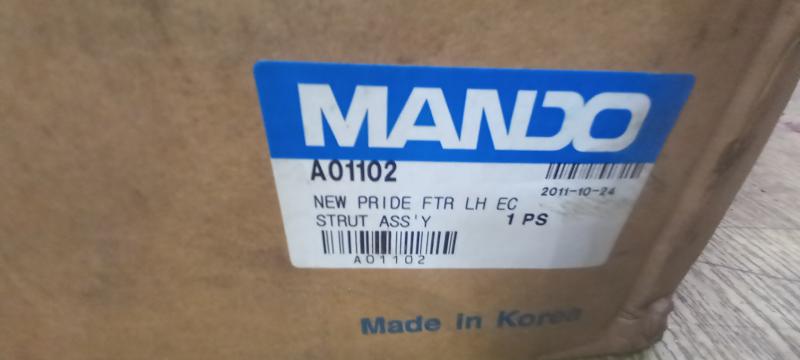 MANDO
A01102
2011-10-24
NEW PRIDE FTR LH EC
STRUT ASS'Y 1 PS
A01102
Made in Korea